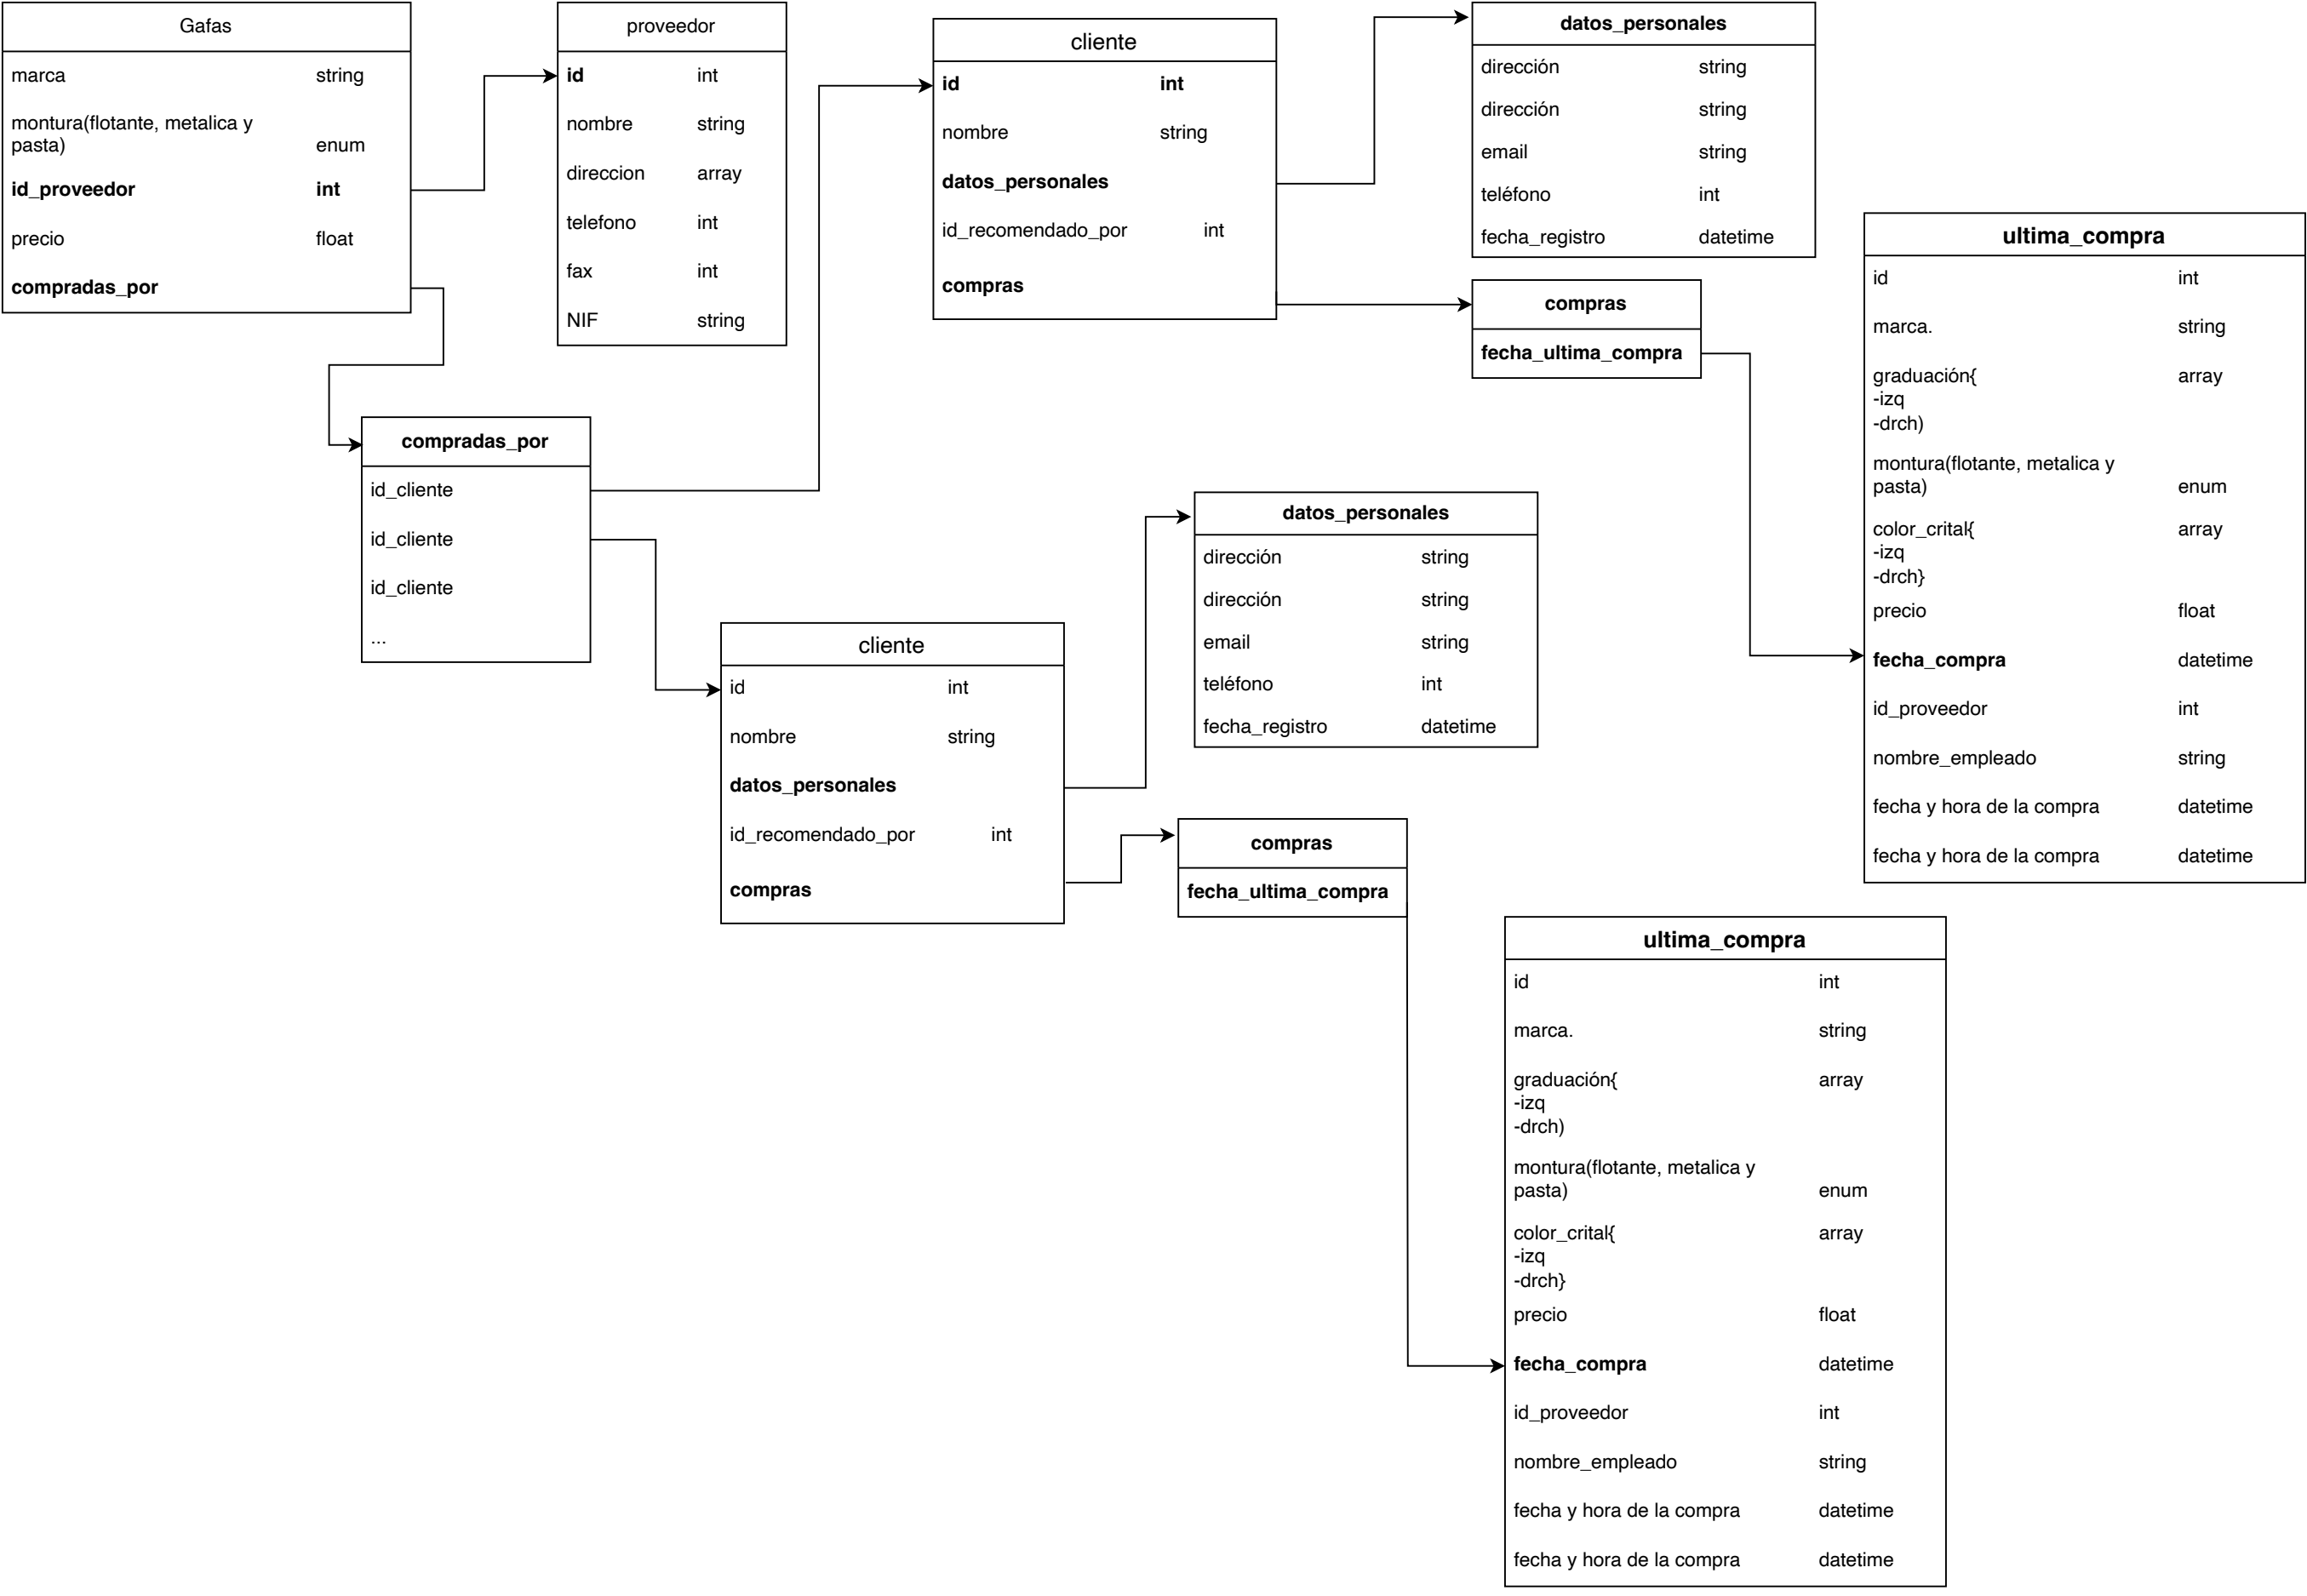 Gafas
marca string
montura(flotante, metalica y
pasta) enum
id_proveedor int
precio float
compradas_por
proveedor
id int
nombre string
direccion array
telefono int
fax int
NIF string
cliente
id int
nombre string
datos_personales
id_recomendado_por int
compras
datos_personales
dirección string
dirección string
email string
teléfono int
fecha_registro datetime
compras
fecha_ultima_compra
ultima_compra
id int
marca. string
graduación{ array
-izq
-drch)
montura(flotante, metalica y
pasta) enum
color_crital{ array
-izq
-drch}
precio float
fecha_compra datetime
id_proveedor int
nombre_empleado string
fecha y hora de la compra datetime
fecha y hora de la compra datetime
compradas_por
id_cliente
id_cliente
id_cliente
...
cliente
id int
nombre string
datos_personales
id_recomendado_por int
compras
datos_personales
dirección string
dirección string
email string
teléfono int
fecha_registro datetime
compras
fecha_ultima_compra
ultima_compra
id int
marca. string
graduación{ array
-izq
-drch)
montura(flotante, metalica y
pasta) enum
color_crital{ array
-izq
-drch}
precio float
fecha_compra datetime
id_proveedor int
nombre_empleado string
fecha y hora de la compra datetime
fecha y hora de la compra datetime